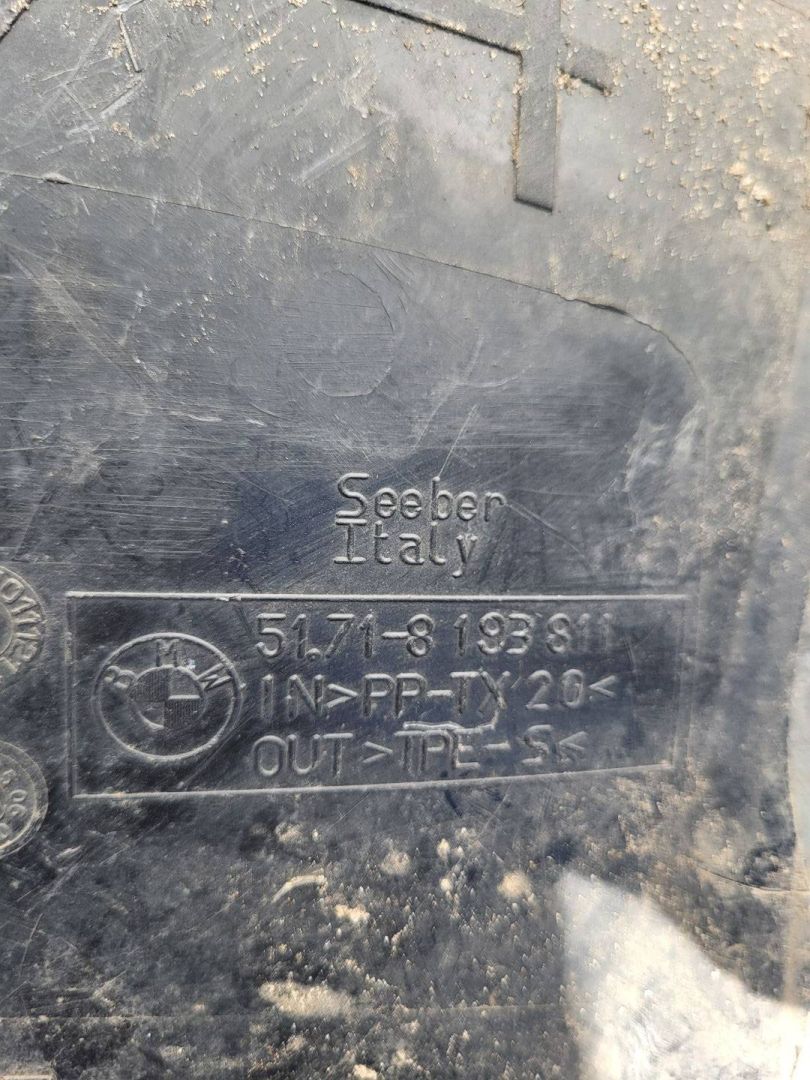 Seeber
Italy
BMW
51.71-8 193 811
IN>PP-TX 20<
OUT>TPE-S<